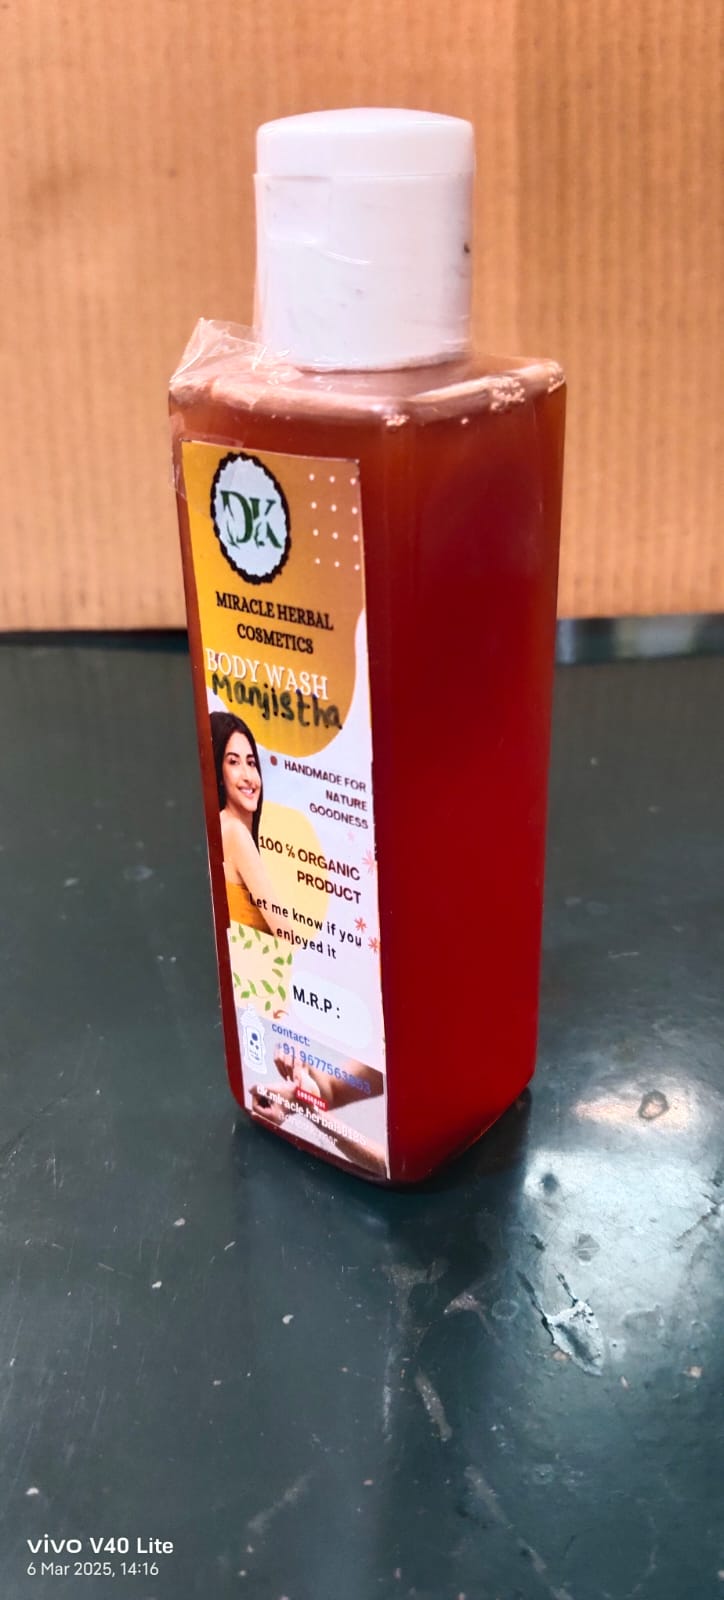 DK
MIRACLE HERBAL
COSMETICS
BODY WASH
Manjistha
HANDMADE FOR
NATURE
GOODNESS
100 % ORGANIC
PRODUCT
Let me know if you
enjoyed it
M.R.P :
contact:
+91
vivo V40 Lite
6 Mar 2025, 14:16